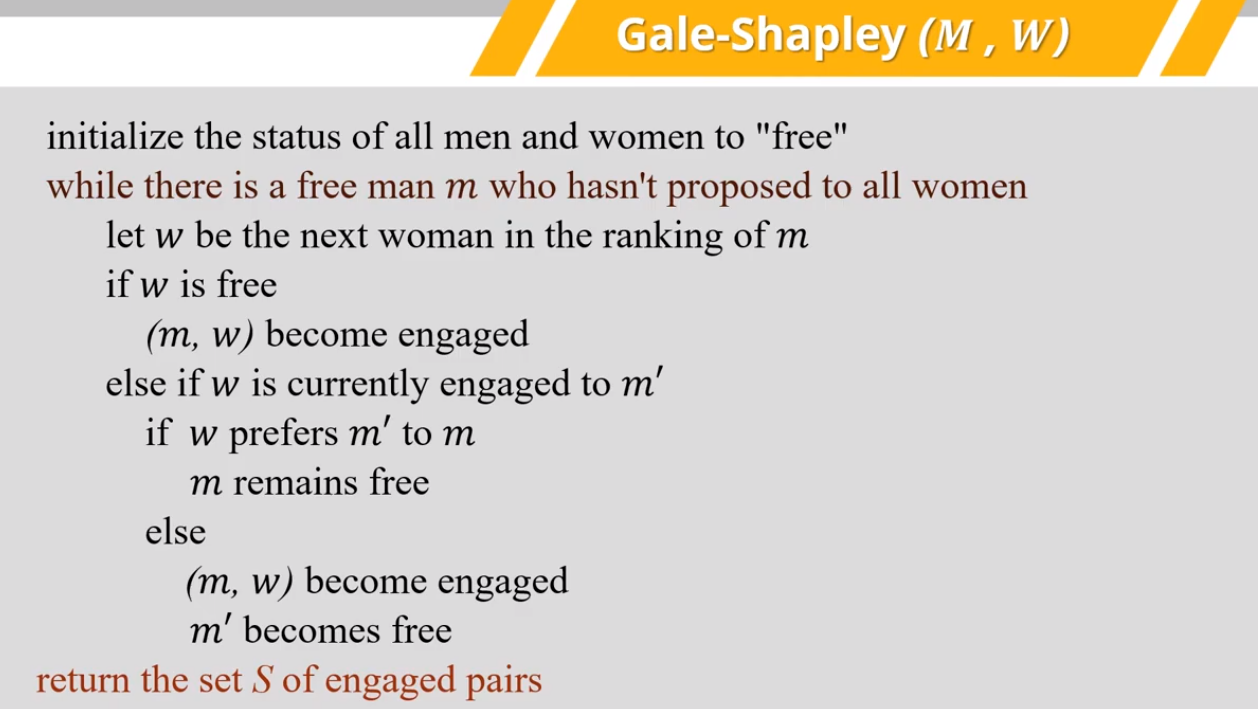 Gale-Shapley (M , W)
initialize the status of all men and women to "free"
while there is a free man m who hasn't proposed to all women
let w be the next woman in the ranking of m
if w is free
(m, w) become engaged
else if w is currently engaged to m′
if w prefers m′ to m
m remains free
else
(m, w) become engaged
m′ becomes free
return the set S of engaged pairs